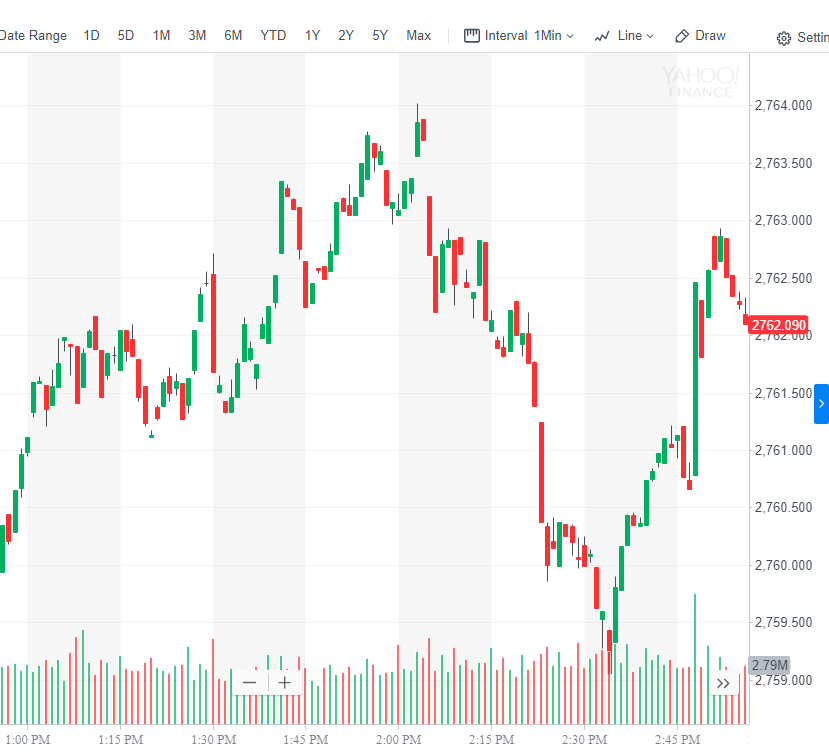 Date Range 1D 5D 1M 3M 6M YTD 1Y 2Y 5Y Max Interval 1Min Line Draw Settin
YAHOO!
FINANCE
2,764.000
2,763.500
2,763.000
2,762.500
2762.090
2,762.000
2,761.500
2,761.000
2,760.500
2,760.000
2,759.500
2.79M
2,759.000
1:00 PM 1:15 PM 1:30 PM 1:45 PM 2:00 PM 2:15 PM 2:30 PM 2:45 PM